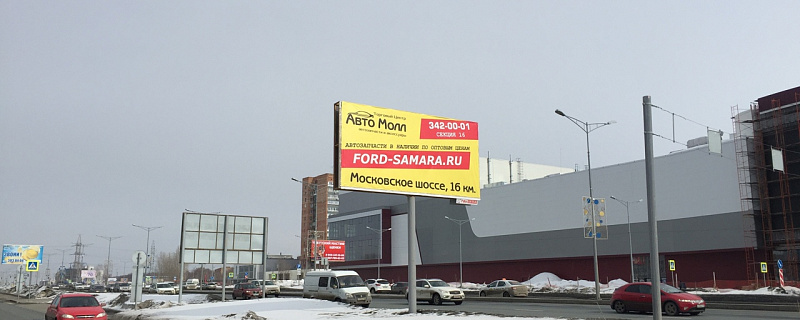 Авто Молл
342-00-01
СЕКЦИЯ 16
АВТОЗАПЧАСТИ В НАЛИЧИИ ПО ОПТОВЫМ ЦЕНАМ
FORD-SAMARA.RU
Московское шоссе, 16 км.